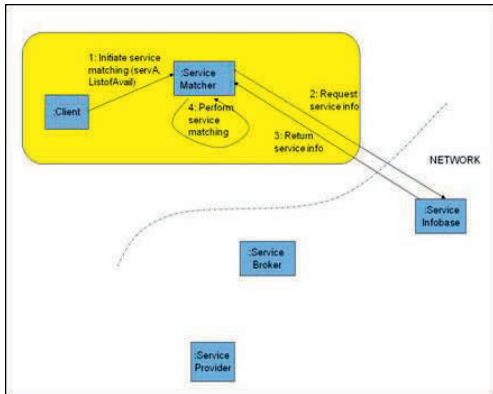 1: Initiate service
matching (servA,
ListofAvail)
:Service
Matcher
2: Request
service info
:Client
4: Perform
service
matching
3: Return
service info
NETWORK
:Service
Infobase
:Service
Broker
:Service
Provider